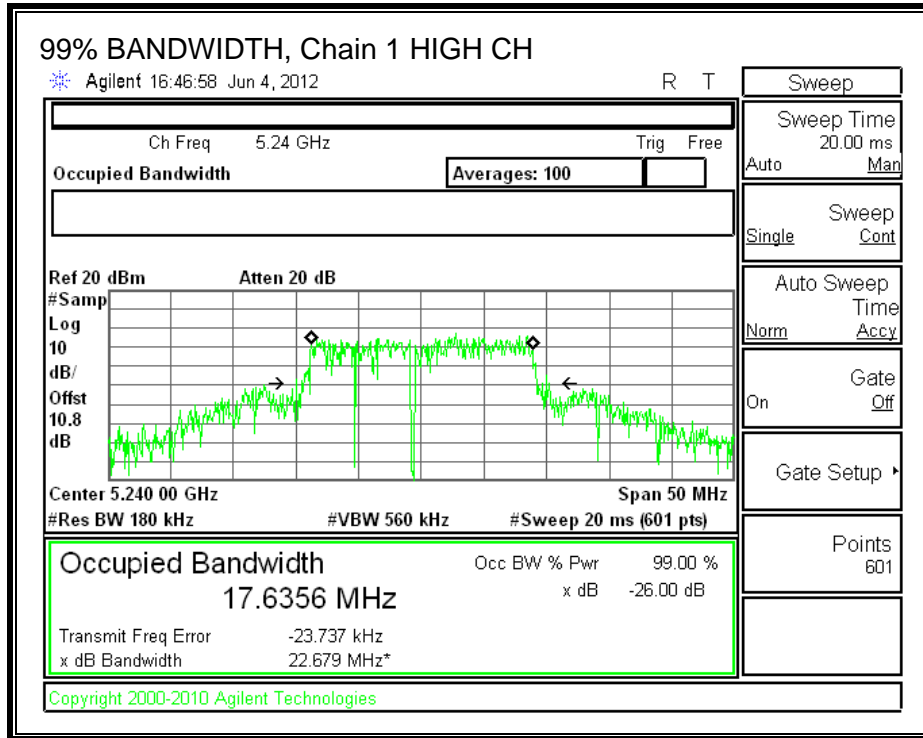 99% BANDWIDTH, Chain 1 HIGH CH
Agilent 16:46:58 Jun 4, 2012 R T
Ch Freq 5.24 GHz Trig Free
Occupied Bandwidth Averages: 100
Ref 20 dBm Atten 20 dB
#Samp
Log
10
dB/
Offst
10.8
dB
Center 5.240 00 GHz Span 50 MHz
#Res BW 180 kHz #VBW 560 kHz #Sweep 20 ms (601 pts)
Occupied Bandwidth Occ BW % Pwr 99.00 %
17.6356 MHz x dB -26.00 dB
Transmit Freq Error -23.737 kHz
x dB Bandwidth 22.679 MHz*
Copyright 2000-2010 Agilent Technologies
Sweep
Sweep Time
20.00 ms
Auto Man
Sweep
Single Cont
Auto Sweep
Time
Norm Accy
Gate
On Off
Gate Setup
Points
601